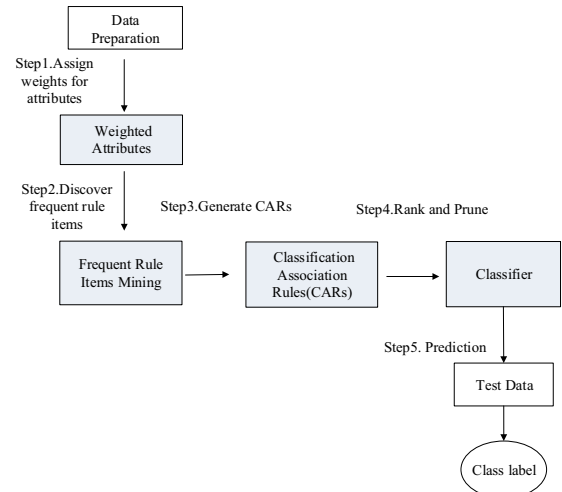 Data
Preparation
Step1.Assign
weights for
attributes
Weighted
Attributes
Step2.Discover
frequent rule
items
Step3.Generate CARs
Step4.Rank and Prune
Frequent Rule
Items Mining
Classification
Association
Rules(CARs)
Classifier
Step5. Prediction
Test Data
Class label